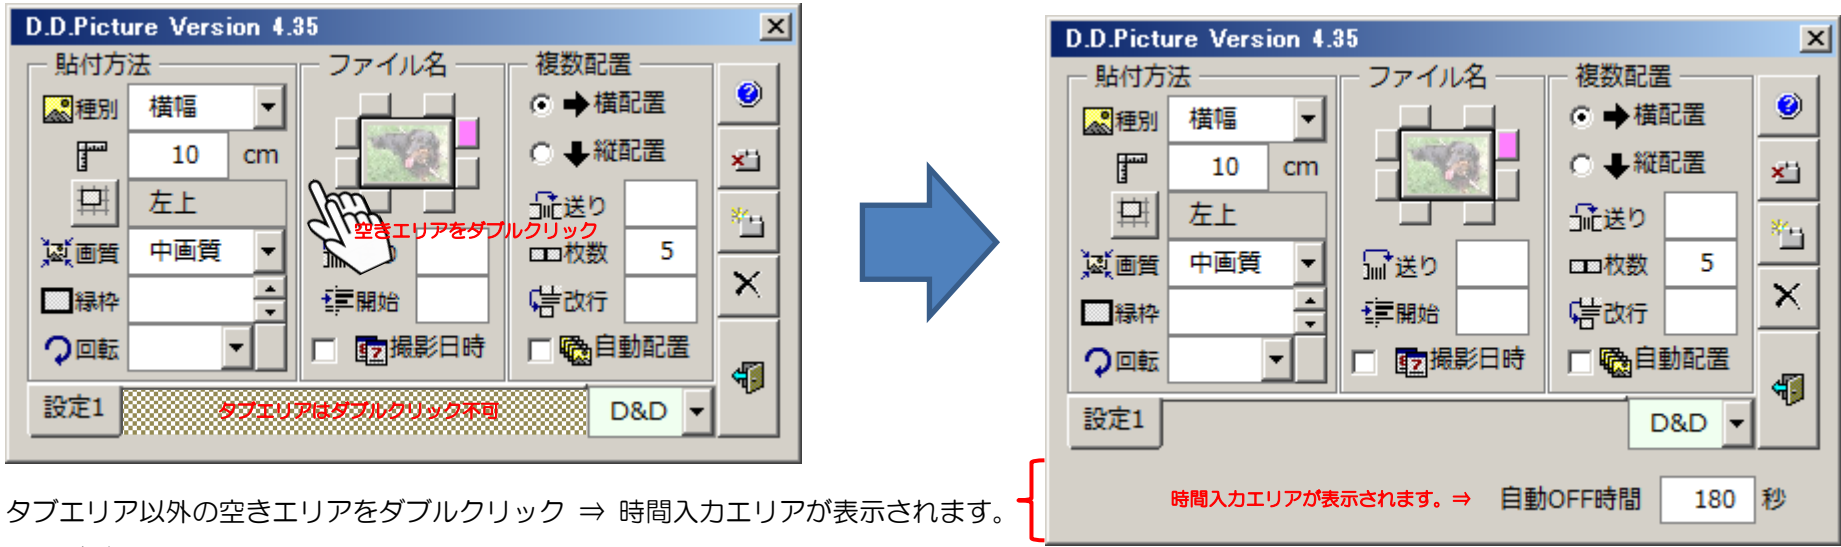 D.D.Picture Version 4.35
貼付方法
ファイル名
複数配置
種別 横幅
横配置
10 cm
縦配置
左上
送り
空きエリアをダブルクリック
画質 中画質
枚数 5
縁枠
開始
改行
回転
撮影日時
自動配置
設定1
タブエリアはダブルクリック不可
D&D
タブエリア以外の空きエリアをダブルクリック ⇒ 時間入力エリアが表示されます。
D.D.Picture Version 4.35
貼付方法
ファイル名
複数配置
種別 横幅
横配置
10 cm
縦配置
左上
送り
画質 中画質
送り
枚数 5
縁枠
開始
改行
回転
撮影日時
自動配置
設定1
D&D
時間入力エリアが表示されます。⇒ 自動OFF時間 180 秒